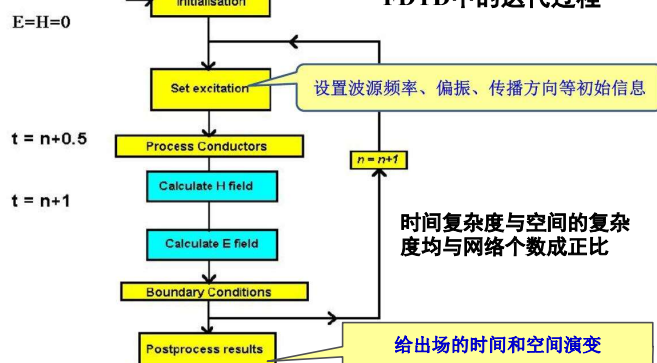 Initialisation
FDTD中的迭代过程
E=H=0
Set excitation
设置波源频率、偏振、传播方向等初始信息
t = n+0.5
Process Conductors
n = n+1
Calculate H field
t = n+1
时间复杂度与空间的复杂
度均与网络个数成正比
Calculate E field
Boundary Conditions
Postprocess results
给出场的时间和空间演变